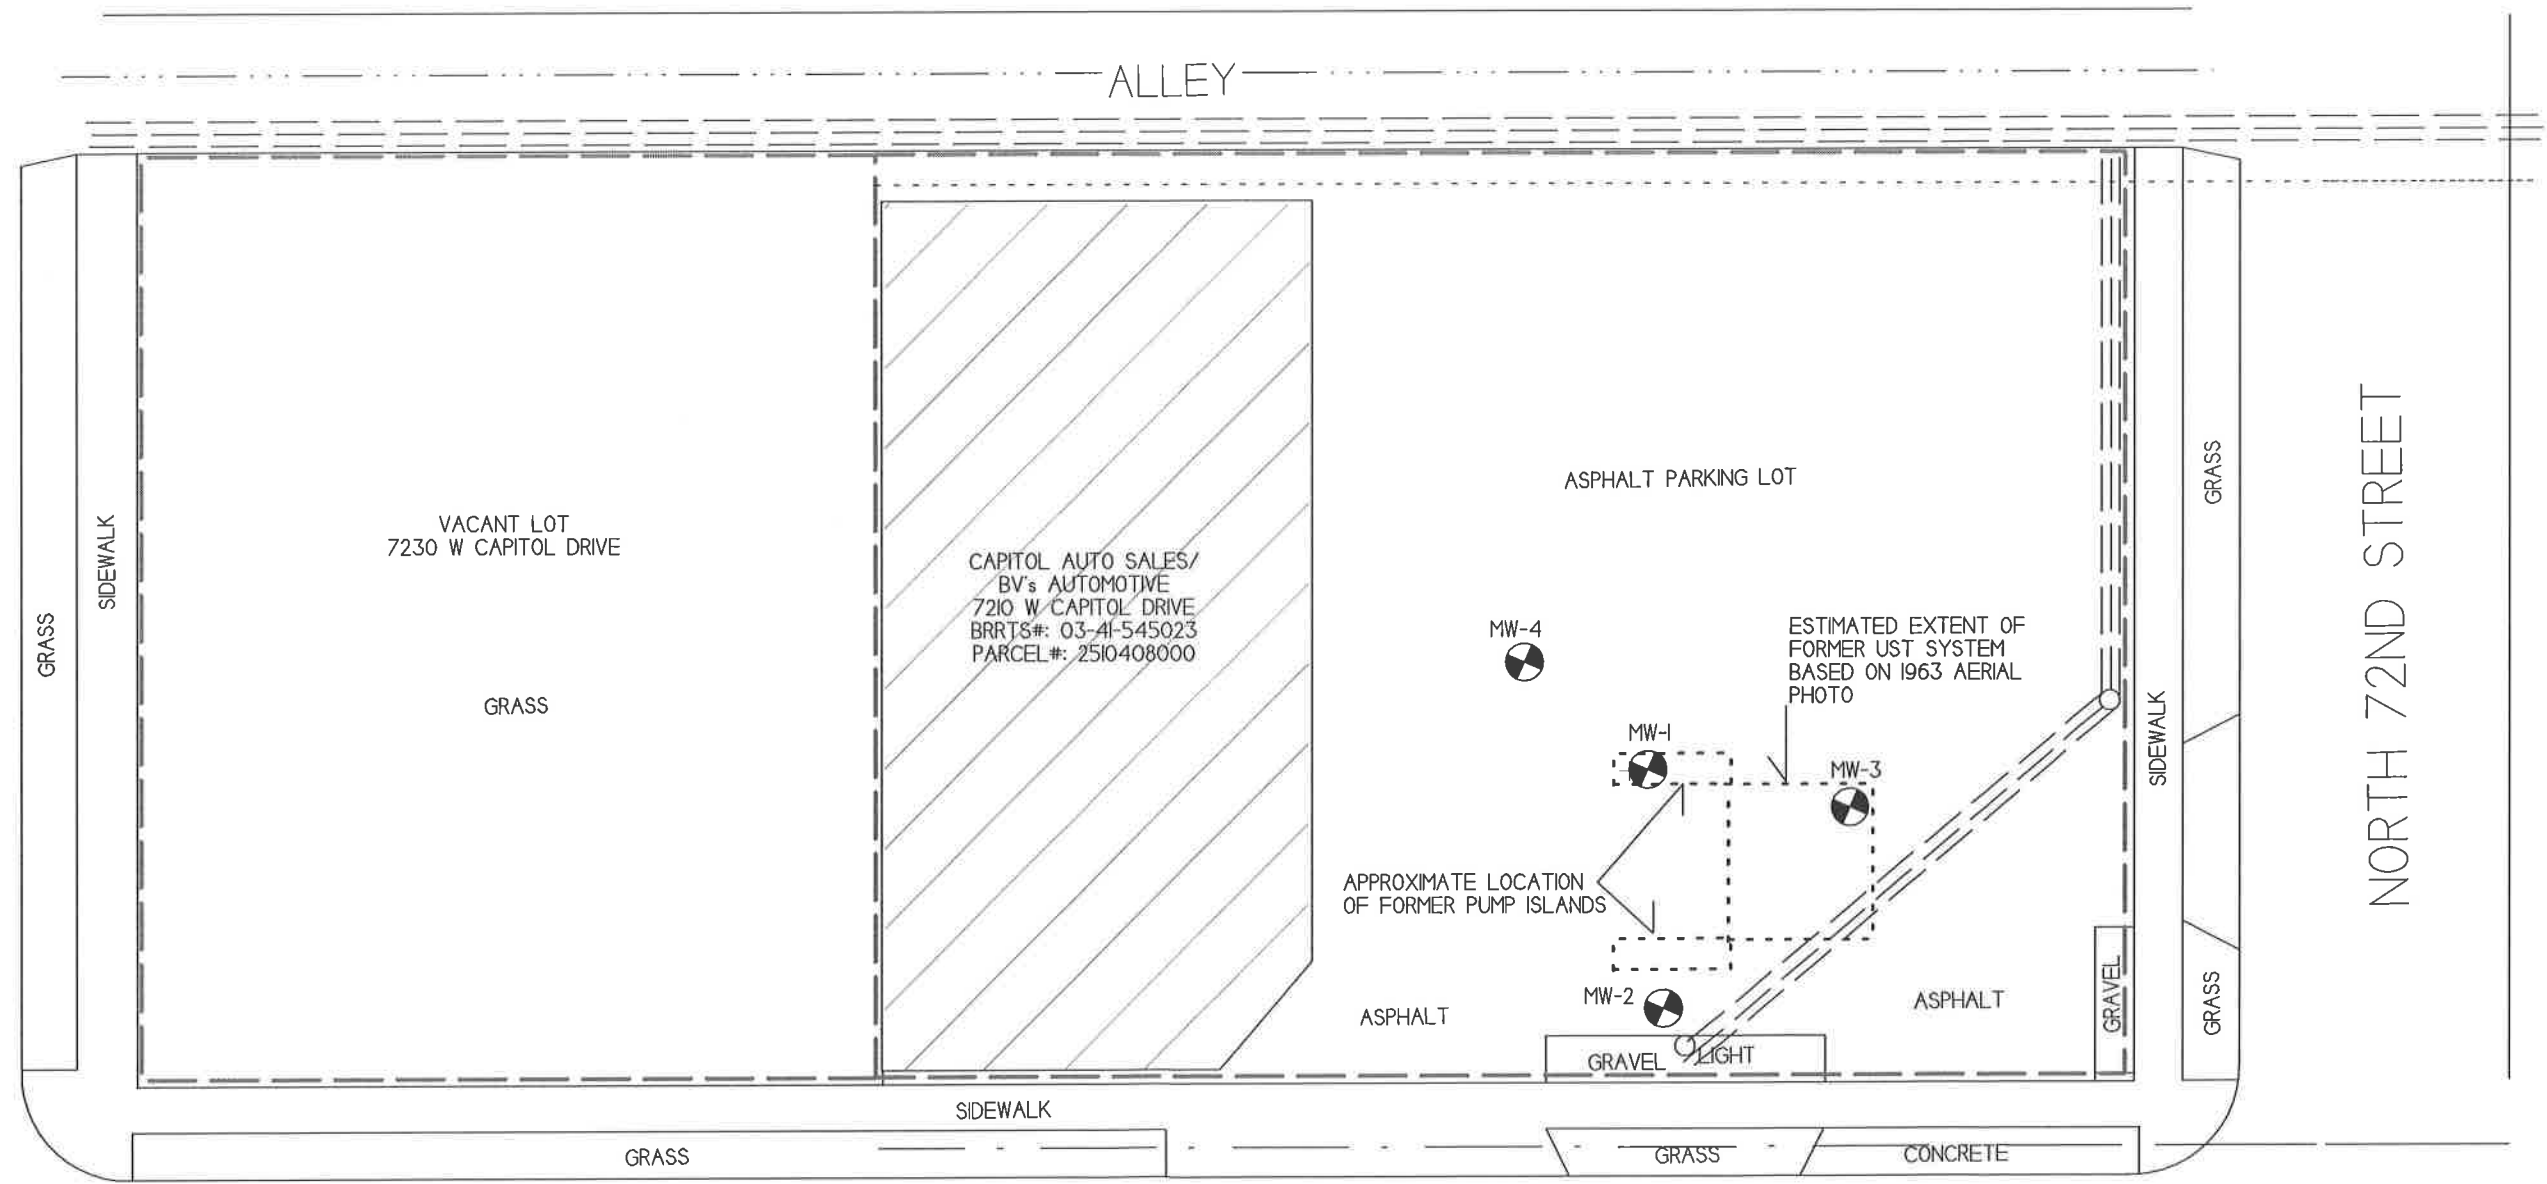 ALLEY
GRASS
SIDEWALK
VACANT LOT
7230 W CAPITOL DRIVE
GRASS
CAPITOL AUTO SALES/
BV's AUTOMOTIVE
7210 W CAPITOL DRIVE
BRRTS#: 03-41-545023
PARCEL#: 2510408000
ASPHALT PARKING LOT
MW-4
ESTIMATED EXTENT OF
FORMER UST SYSTEM
BASED ON 1963 AERIAL
PHOTO
MW-1
MW-3
APPROXIMATE LOCATION
OF FORMER PUMP ISLANDS
MW-2
ASPHALT
ASPHALT
GRAVEL
LIGHT
GRAVEL
SIDEWALK
GRASS
GRASS
NORTH 72ND STREET
SIDEWALK
GRASS
GRASS
CONCRETE